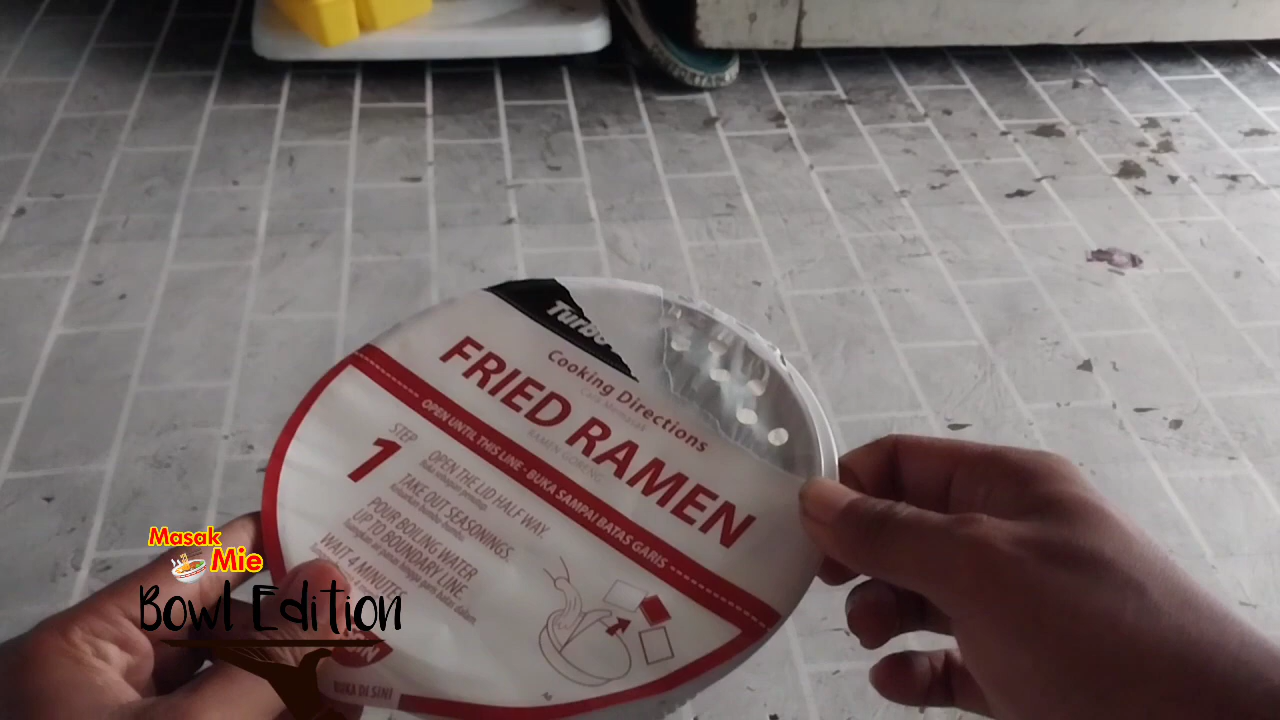 Turbo
Cooking Directions
Cara Memasak
FRIED RAMEN
RAMEN GORENG
OPEN UNTIL THIS LINE - BUKA SAMPAI BATAS GARIS
STEP
1
OPEN THE LID HALF WAY.
TAKE OUT SEASONINGS.
POUR BOILING WATER
UP TO BOUNDARY LINE
WAIT 4 MINUTES
BUKA DI SINI
Masak
Mie
Bowl Edition